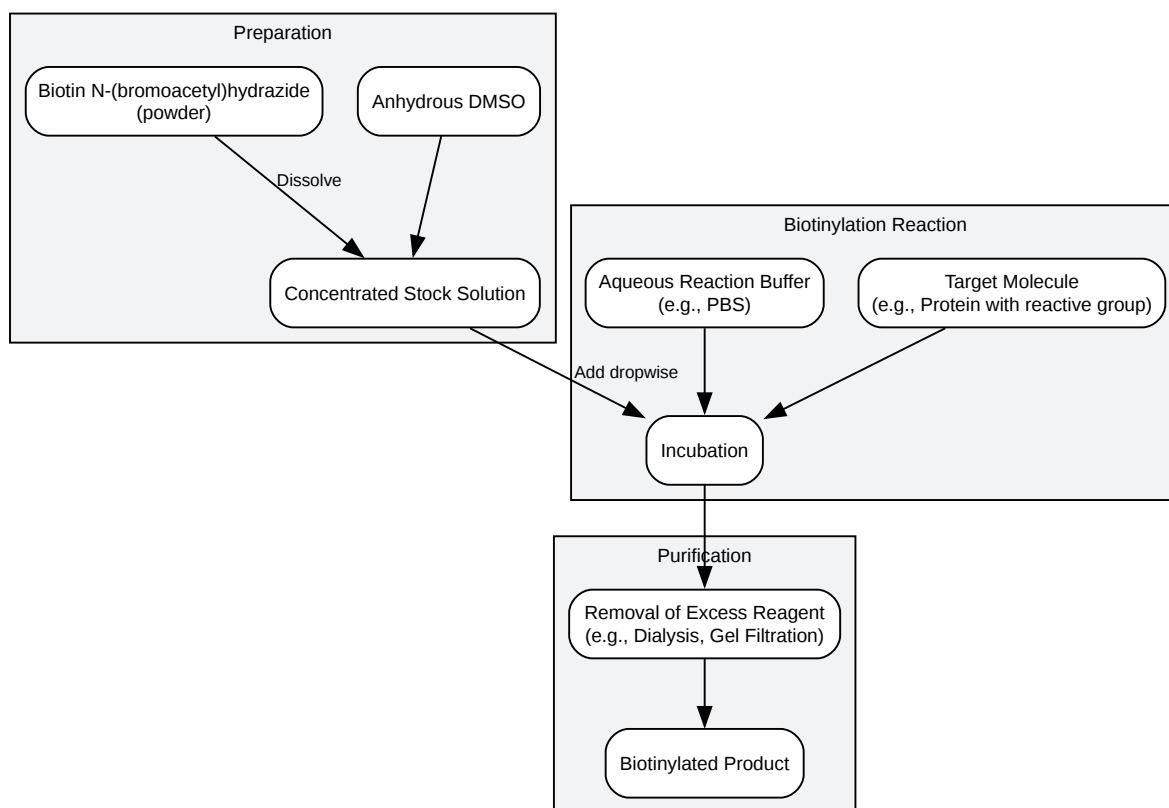 Preparation
Biotin N-(bromoacetyl)hydrazide
(powder)
Anhydrous DMSO
Dissolve
Concentrated Stock Solution
Biotinylation Reaction
Aqueous Reaction Buffer
(e.g., PBS)
Target Molecule
(e.g., Protein with reactive group)
Add dropwise
Incubation
Purification
Removal of Excess Reagent
(e.g., Dialysis, Gel Filtration)
Biotinylated Product